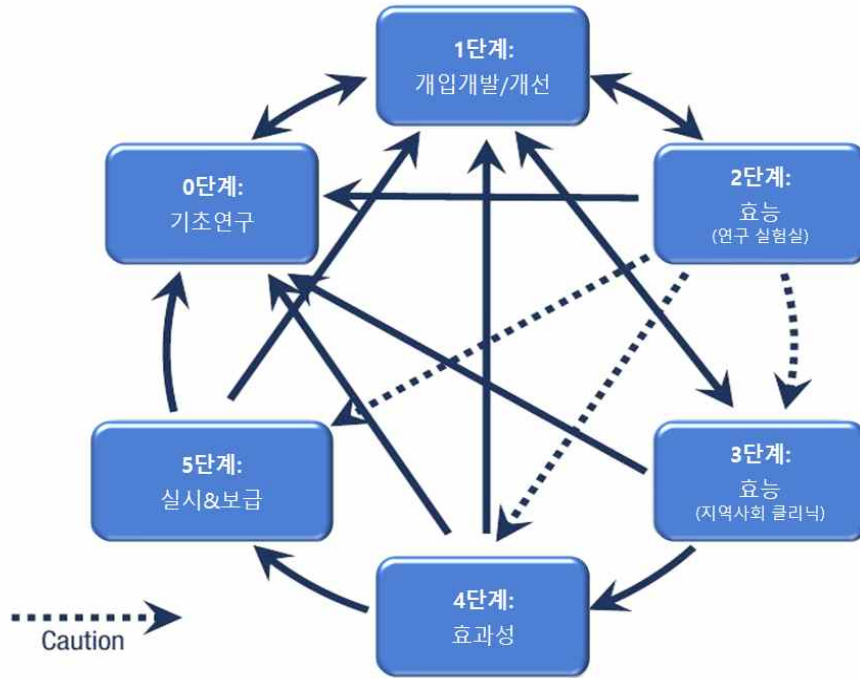 1단계:
개입개발/개선
0단계:
기초연구
2단계:
효능
(연구 실험실)
5단계:
실시&보급
3단계:
효능
(지역사회 클리닉)
4단계:
효과성
Caution